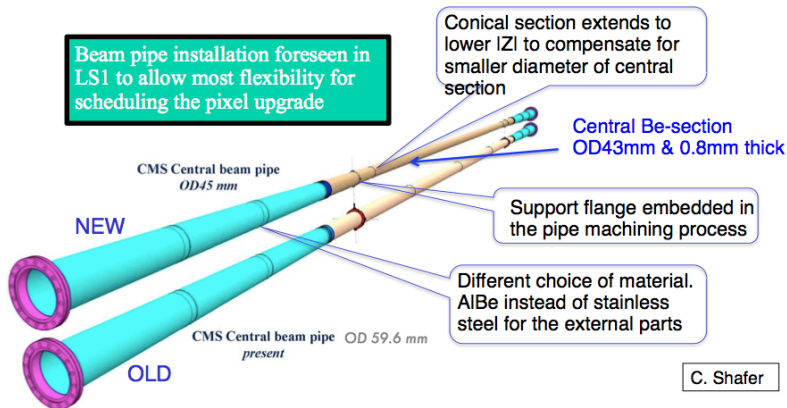 Conical section extends to
lower |Z| to compensate for
smaller diameter of central
section
Beam pipe installation foreseen in
LS1 to allow most flexibility for
scheduling the pixel upgrade
Central Be-section
OD43mm & 0.8mm thick
CMS Central beam pipe
OD45 mm
NEW
Support flange embedded in
the pipe machining process
Different choice of material.
AlBe instead of stainless
steel for the external parts
CMS Central beam pipe OD 59.6 mm
present
OLD
C. Shafer